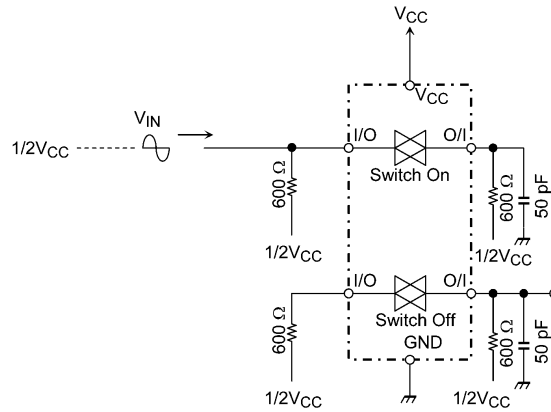 VCC
VCC
VIN
1/2VCC
I/O
O/I
Switch On
600 Ω
600 Ω
50 pF
1/2VCC
1/2VCC
I/O
O/I
Switch Off
GND
600 Ω
600 Ω
50 pF
1/2VCC
1/2VCC